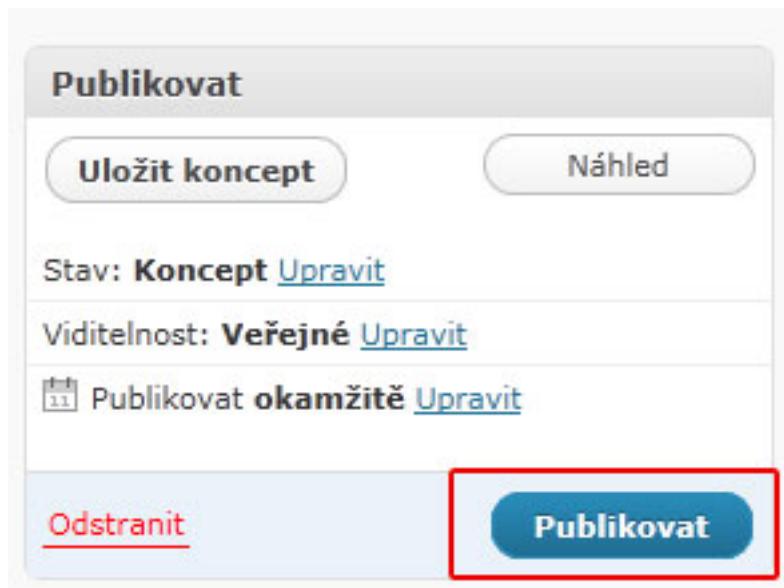 Publikovat
Uložit koncept Náhled
Stav: Koncept Upravit
Viditelnost: Veřejné Upravit
11 Publikovat okamžitě Upravit
Odstranit Publikovat